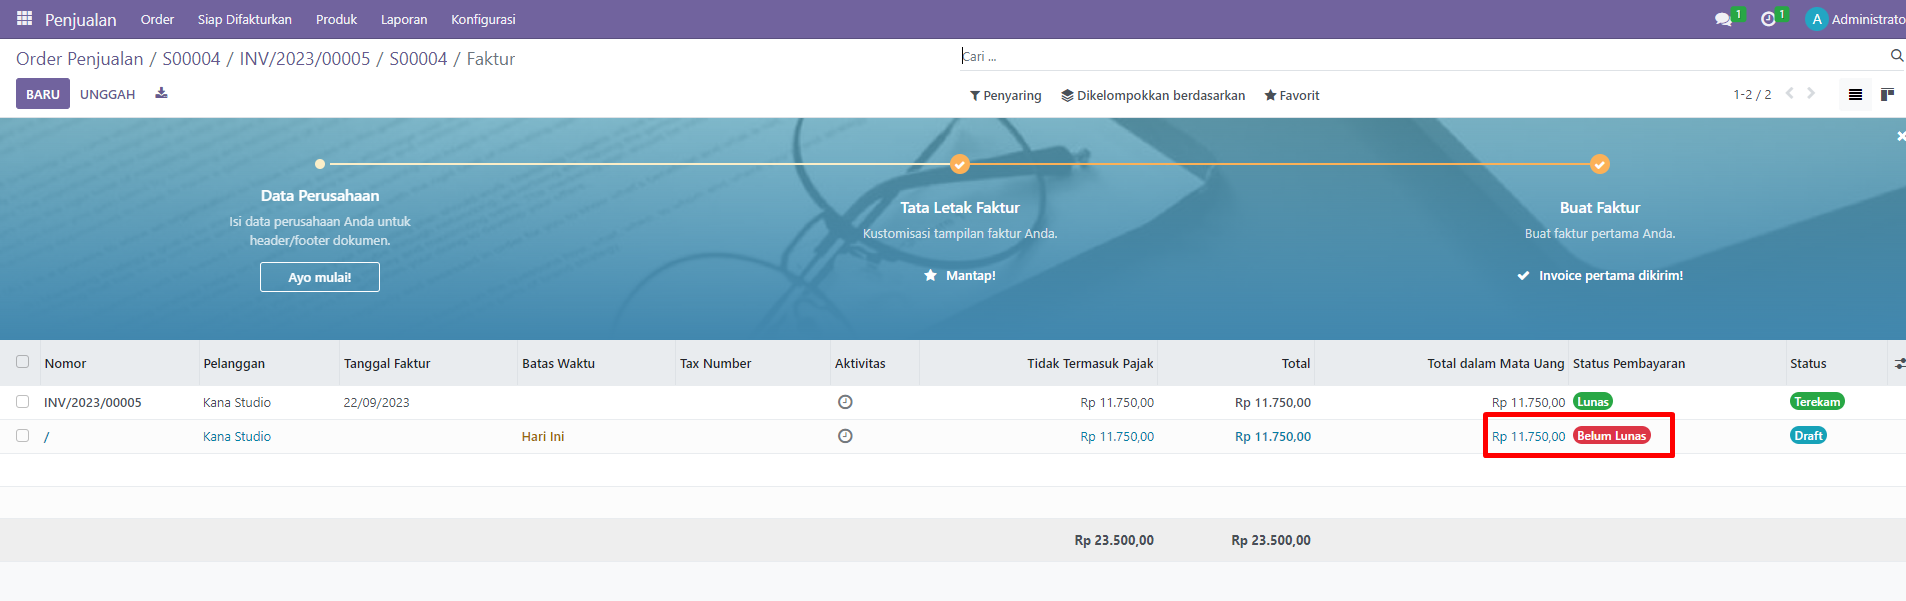 Penjualan Order Siap Difakturkan Produk Laporan Konfigurasi 1 1 A Administrato
Order Penjualan / S00004 / INV/2023/00005 / S00004 / Faktur
Cari ...
BARU UNGGAH
Penyaring Dikelompokkan berdasarkan Favorit 1-2 / 2
Data Perusahaan
Isi data perusahaan Anda untuk
header/footer dokumen.
Ayo mulai!
Tata Letak Faktur
Kustomisasi tampilan faktur Anda.
Mantap!
Buat Faktur
Buat faktur pertama Anda.
Invoice pertama dikirim!
Nomor Pelanggan Tanggal Faktur Batas Waktu Tax Number Aktivitas Tidak Termasuk Pajak Total Total dalam Mata Uang Status Pembayaran Status
INV/2023/00005 Kana Studio 22/09/2023 Rp 11.750,00 Rp 11.750,00 Rp 11.750,00 Lunas Terekam
/ Kana Studio Hari Ini Rp 11.750,00 Rp 11.750,00 Rp 11.750,00 Belum Lunas Draft
Rp 23.500,00 Rp 23.500,00